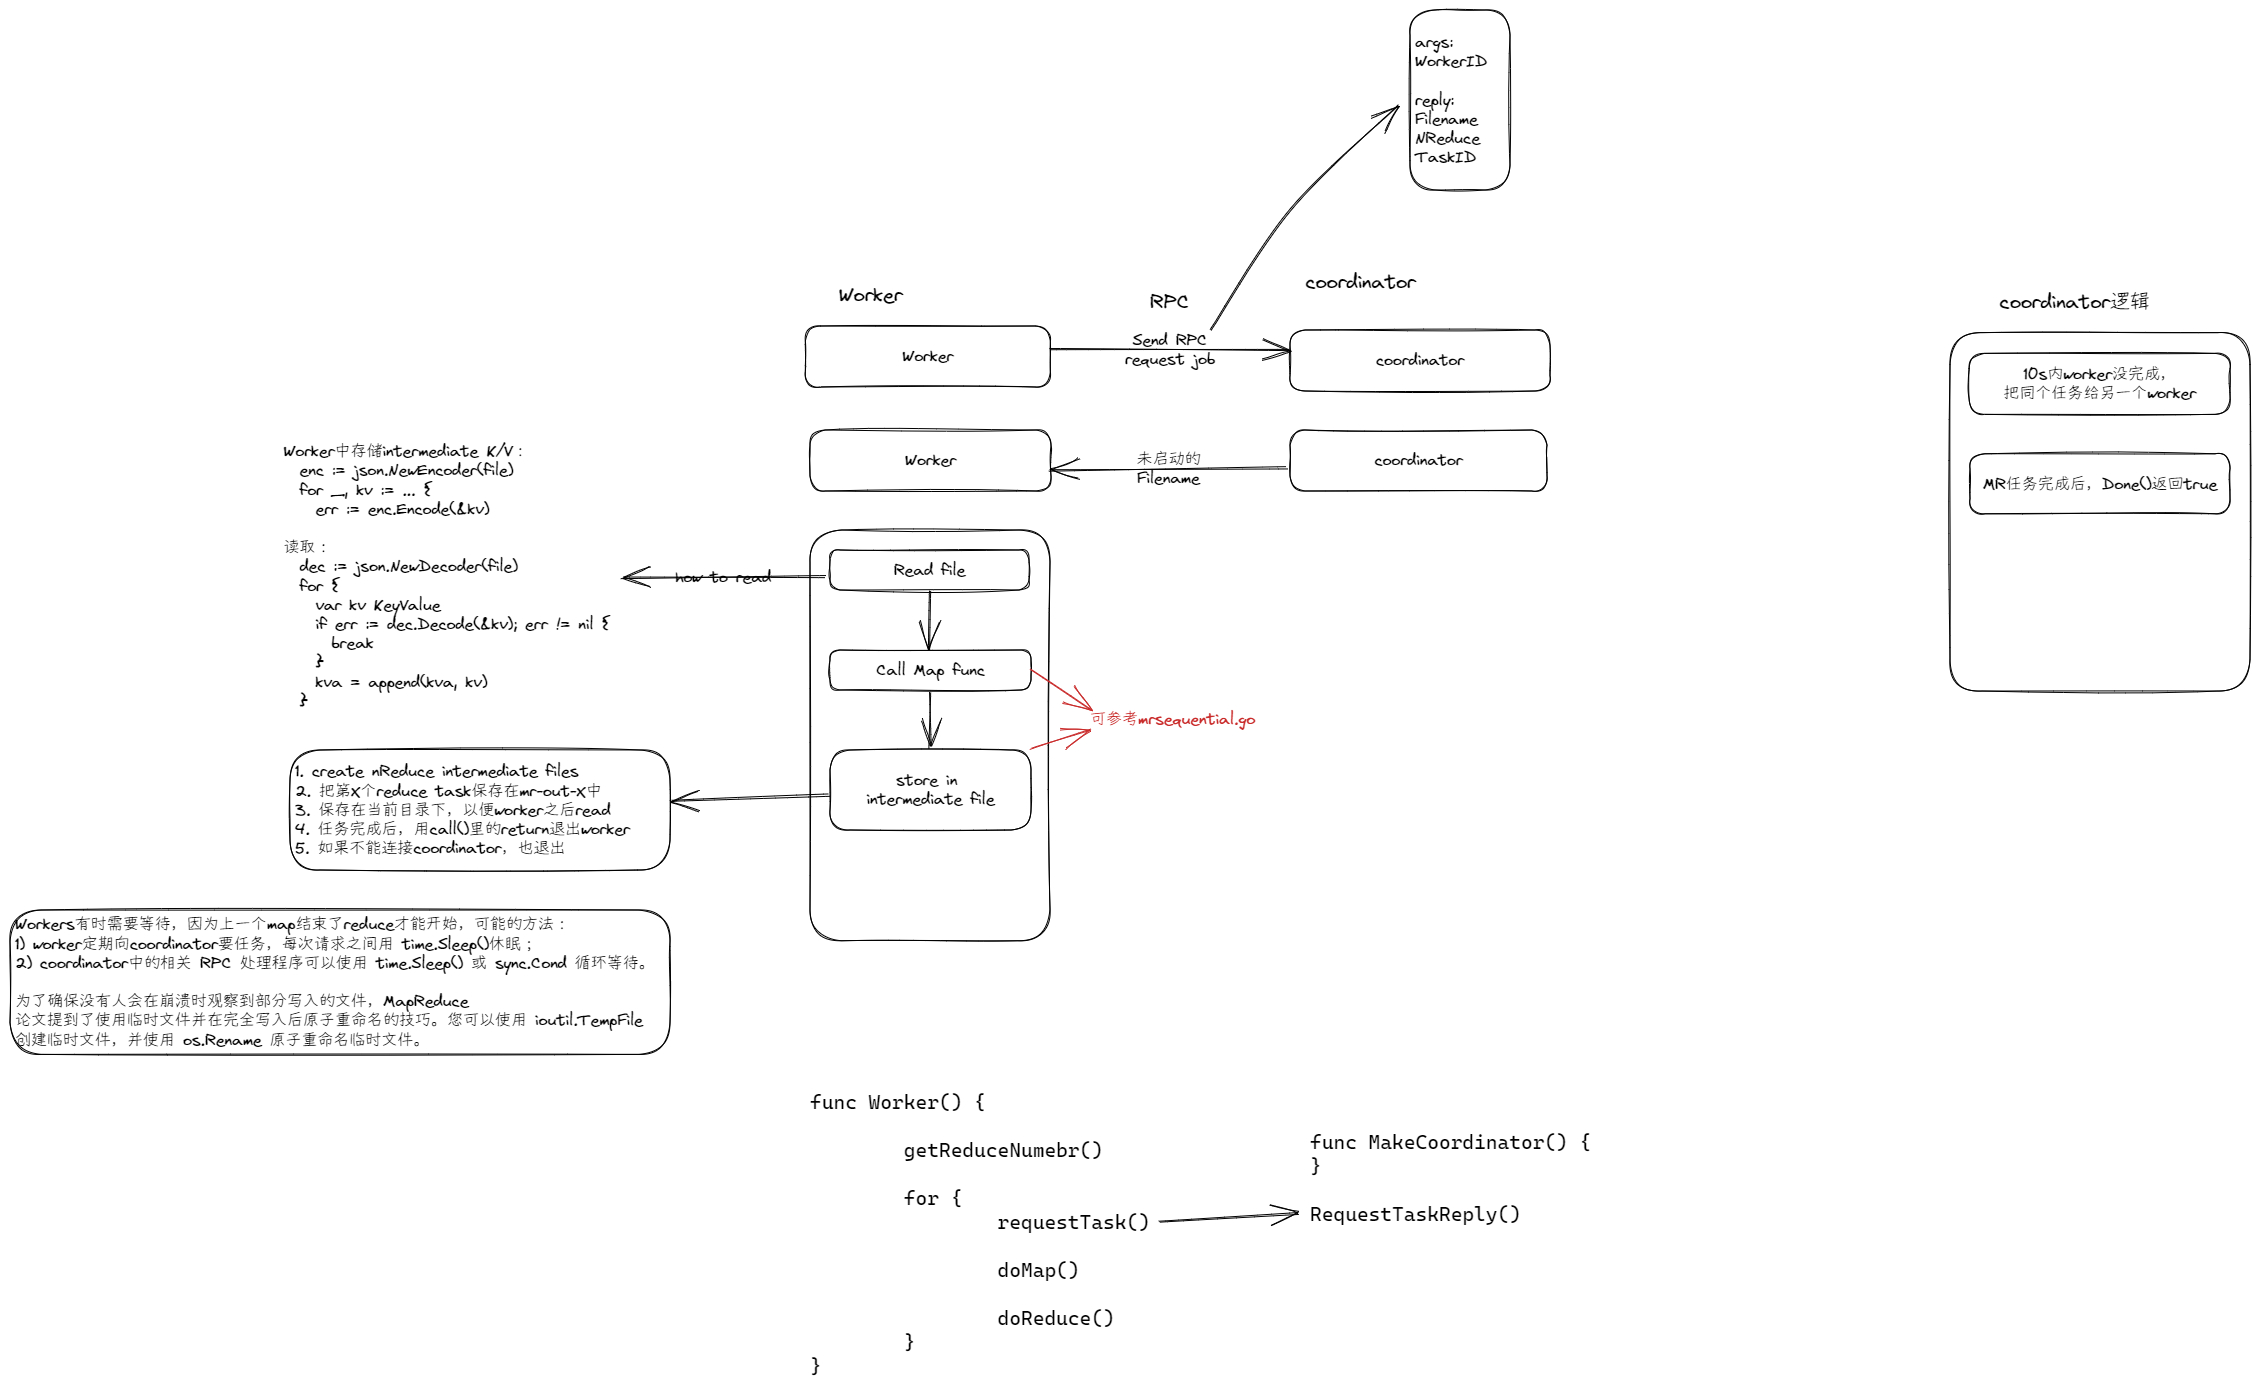 args:
WorkerID
reply:
Filename
NReduce
TaskID
Worker
RPC
coordinator
Worker
Send RPC
request job
coordinator
Worker
未启动的
Filename
coordinator
coordinator逻辑
10s内worker没完成，
把同个任务给另一个worker
MR任务完成后，Done()返回true
Worker中存储intermediate K/V：
enc := json.NewEncoder(file)
for _, kv := ... {
err := enc.Encode(&kv)
读取：
dec := json.NewDecoder(file)
for {
var kv KeyValue
if err := dec.Decode(&kv); err != nil {
break
}
kva = append(kva, kv)
}
how to read
Read file
Call Map func
可参考mrsequential.go
store in
intermediate file
1. create nReduce intermediate files
2. 把第X个reduce task保存在mr-out-X中
3. 保存在当前目录下，以便worker之后read
4. 任务完成后，用call()里的return退出worker
5. 如果不能连接coordinator，也退出
Workers有时需要等待，因为上一个map结束了reduce才能开始，可能的方法：
1) worker定期向coordinator要任务，每次请求之间用 time.Sleep()休眠；
2) coordinator中的相关 RPC 处理程序可以使用 time.Sleep() 或 sync.Cond 循环等待。
为了确保没有人会在崩溃时观察到部分写入的文件，MapReduce
论文提到了使用临时文件并在完全写入后原子重命名的技巧。您可以使用 ioutil.TempFile
创建临时文件，并使用 os.Rename 原子重命名临时文件。
func Worker() {
getReduceNumebr()
for {
requestTask()
doMap()
doReduce()
}
}
func MakeCoordinator() {
}
RequestTaskReply()